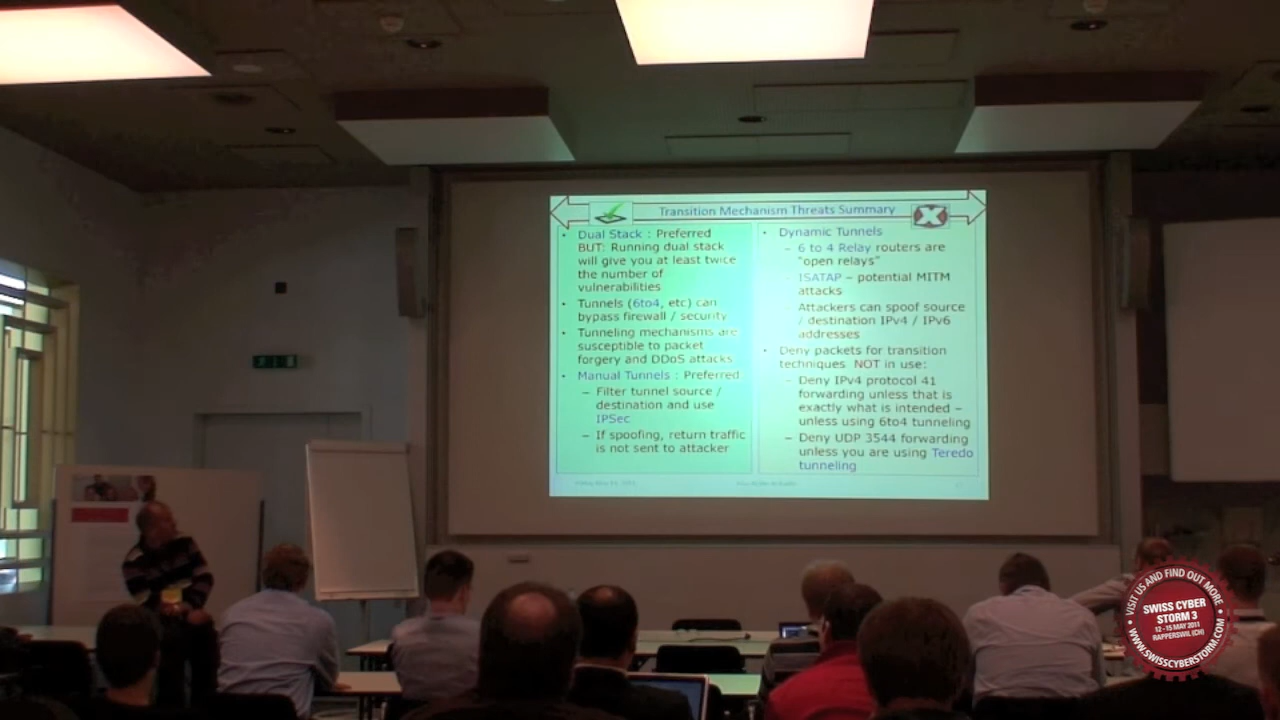 Transition Mechanism Threats Summary
• Dual Stack : Preferred
BUT: Running dual stack
will give you at least twice
the number of
vulnerabilities
• Tunnels (6to4, etc) can
bypass firewall / security
• Tunneling mechanisms are
susceptible to packet
forgery and DDoS attacks
• Manual Tunnels : Preferred
– Filter tunnel source /
destination and use
IPSec
– If spoofing, return traffic
is not sent to attacker
• Dynamic Tunnels
– 6 to 4 Relay routers are
"open relays"
– ISATAP – potential MITM
attacks
Attackers can spoof source
/ destination IPv4 / IPv6
addresses
• Deny packets for transition
techniques NOT in use:
– Deny IPv4 protocol 41
forwarding unless that is
exactly what is intended –
unless using 6to4 tunneling
– Deny UDP 3544 forwarding
unless you are using Teredo
tunneling
• VISIT US AND FIND OUT MORE •
SWISS CYBER
STORM 3
12 - 15 MAY 2011
RAPPERSWIL (CH)
WWW.SWISSCYBERSTORM.COM